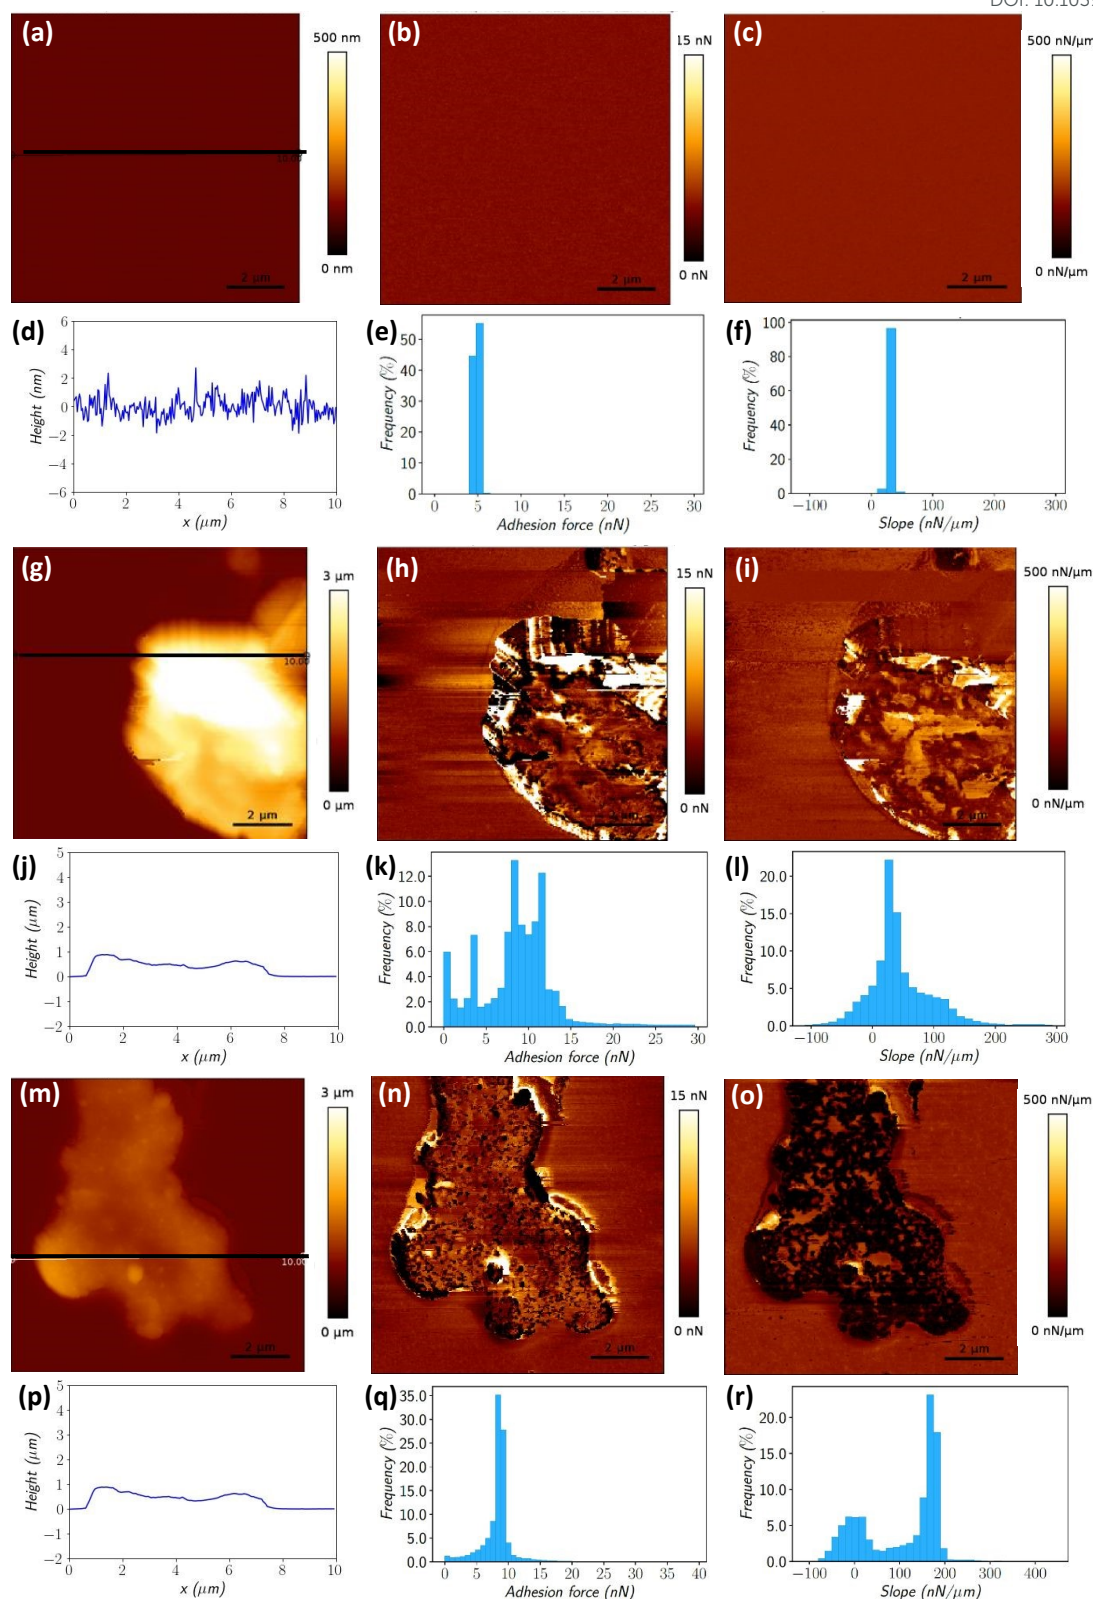 DOI: 10.103
(a)
500 nm
0 nm
10.00
2 µm
(b)
15 nN
0 nN
2 µm
(c)
500 nN/µm
0 nN/µm
2 µm
(d)
6
4
2
0
−2
−4
−6
Height (nm)
0 2 4 6 8 10
x (µm)
(e)
50
40
30
20
10
0
Frequency (%)
0 5 10 15 20 25 30
Adhesion force (nN)
(f)
100
80
60
40
20
0
Frequency (%)
−100 0 100 200 300
Slope (nN/µm)
(g)
3 µm
0 µm
10.00
2 µm
(h)
15 nN
0 nN
2 µm
(i)
500 nN/µm
0 nN/µm
2 µm
(j)
5
4
3
2
1
0
−1
−2
Height (µm)
0 2 4 6 8 10
x (µm)
(k)
12.0
10.0
8.0
6.0
4.0
2.0
0.0
Frequency (%)
0 5 10 15 20 25 30
Adhesion force (nN)
(l)
20.0
15.0
10.0
5.0
0.0
Frequency (%)
−100 0 100 200 300
Slope (nN/µm)
(m)
3 µm
0 µm
10.00
2 µm
(n)
15 nN
0 nN
2 µm
(o)
500 nN/µm
0 nN/µm
2 µm
(p)
5
4
3
2
1
0
−1
−2
Height (µm)
0 2 4 6 8 10
x (µm)
(q)
35.0
30.0
25.0
20.0
15.0
10.0
5.0
0.0
Frequency (%)
0 5 10 15 20 25 30 35 40
Adhesion force (nN)
(r)
20.0
15.0
10.0
5.0
0.0
Frequency (%)
0 100 200 300 400
Slope (nN/µm)